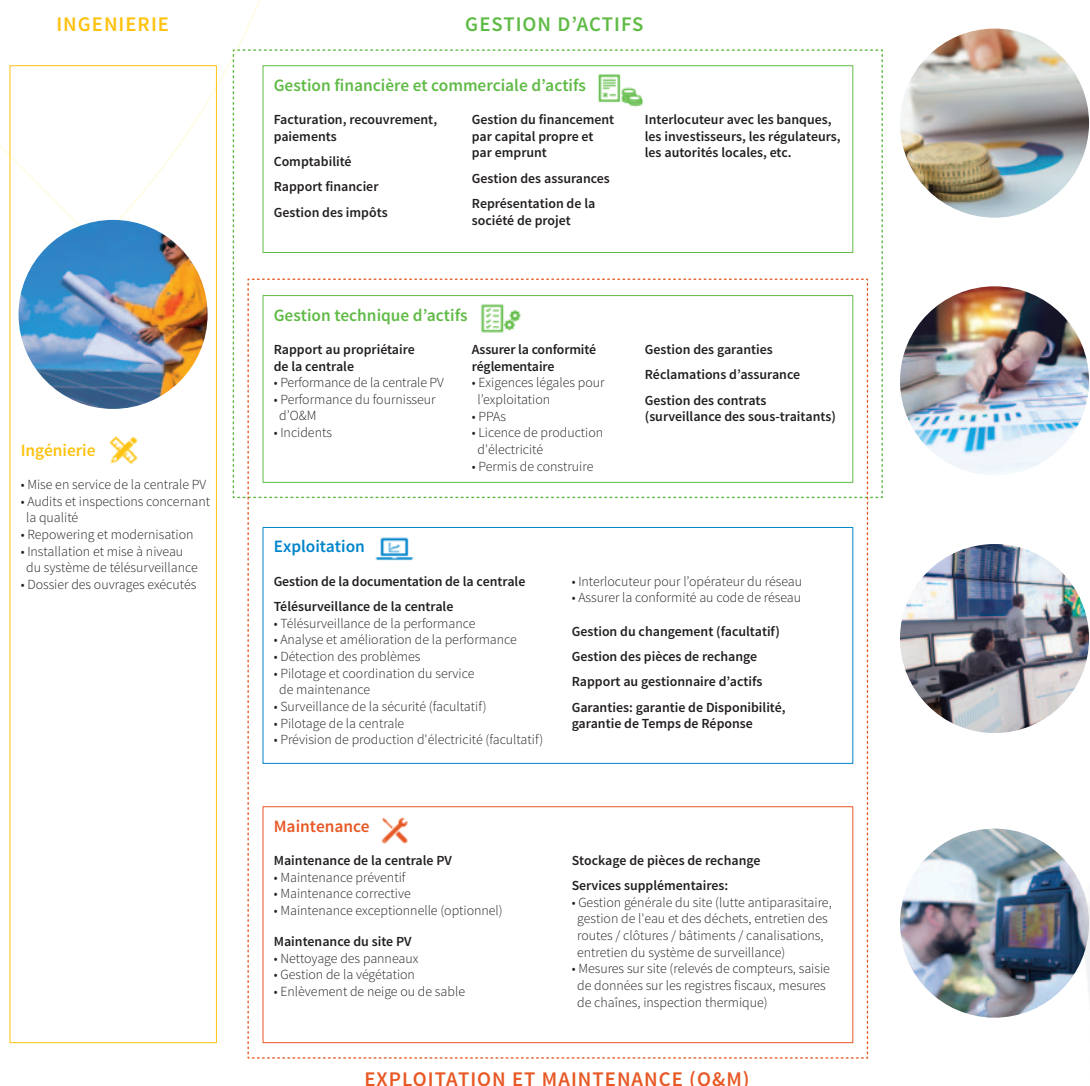 INGENIERIE
GESTION D'ACTIFS
Gestion financière et commerciale d'actifs
Facturation, recouvrement,
paiements
Comptabilité
Rapport financier
Gestion des impôts
Gestion du financement
par capital propre et
par emprunt
Gestion des assurances
Représentation de la
société de projet
Interlocuteur avec les banques,
les investisseurs, les régulateurs,
les autorités locales, etc.
Gestion technique d'actifs
Rapport au propriétaire
de la centrale
• Performance de la centrale PV
• Performance du fournisseur
d'O&M
• Incidents
Assurer la conformité
réglementaire
• Exigences légales pour
l'exploitation
• PPAs
• Licence de production
d'électricité
• Permis de construire
Gestion des garanties
Réclamations d'assurance
Gestion des contrats
(surveillance des sous-traitants)
Ingénierie
• Mise en service de la centrale PV
• Audits et inspections concernant
la qualité
• Repowering et modernisation
• Installation et mise à niveau
du système de télésurveillance
• Dossier des ouvrages exécutés
Exploitation
Gestion de la documentation de la centrale
Télésurveillance de la centrale
• Télésurveillance de la performance
• Analyse et amélioration de la performance
• Détection des problèmes
• Pilotage et coordination du service
de maintenance
• Surveillance de la sécurité (facultatif)
• Pilotage de la centrale
• Prévision de production d'électricité (facultatif)
• Interlocuteur pour l'opérateur du réseau
• Assurer la conformité au code de réseau
Gestion du changement (facultatif)
Gestion des pièces de rechange
Rapport au gestionnaire d'actifs
Garanties: garantie de Disponibilité,
garantie de Temps de Réponse
Maintenance
Maintenance de la centrale PV
• Maintenance préventif
• Maintenance corrective
• Maintenance exceptionnelle (optionnel)
Maintenance du site PV
• Nettoyage des panneaux
• Gestion de la végétation
• Enlèvement de neige ou de sable
Stockage de pièces de rechange
Services supplémentaires:
• Gestion générale du site (lutte antiparasitaire,
gestion de l'eau et des déchets, entretien des
routes / clôtures / bâtiments / canalisations,
entretien du système de surveillance)
• Mesures sur site (relevés de compteurs, saisie
de données sur les registres fiscaux, mesures
de chaînes, inspection thermique)
EXPLOITATION ET MAINTENANCE (O&M)